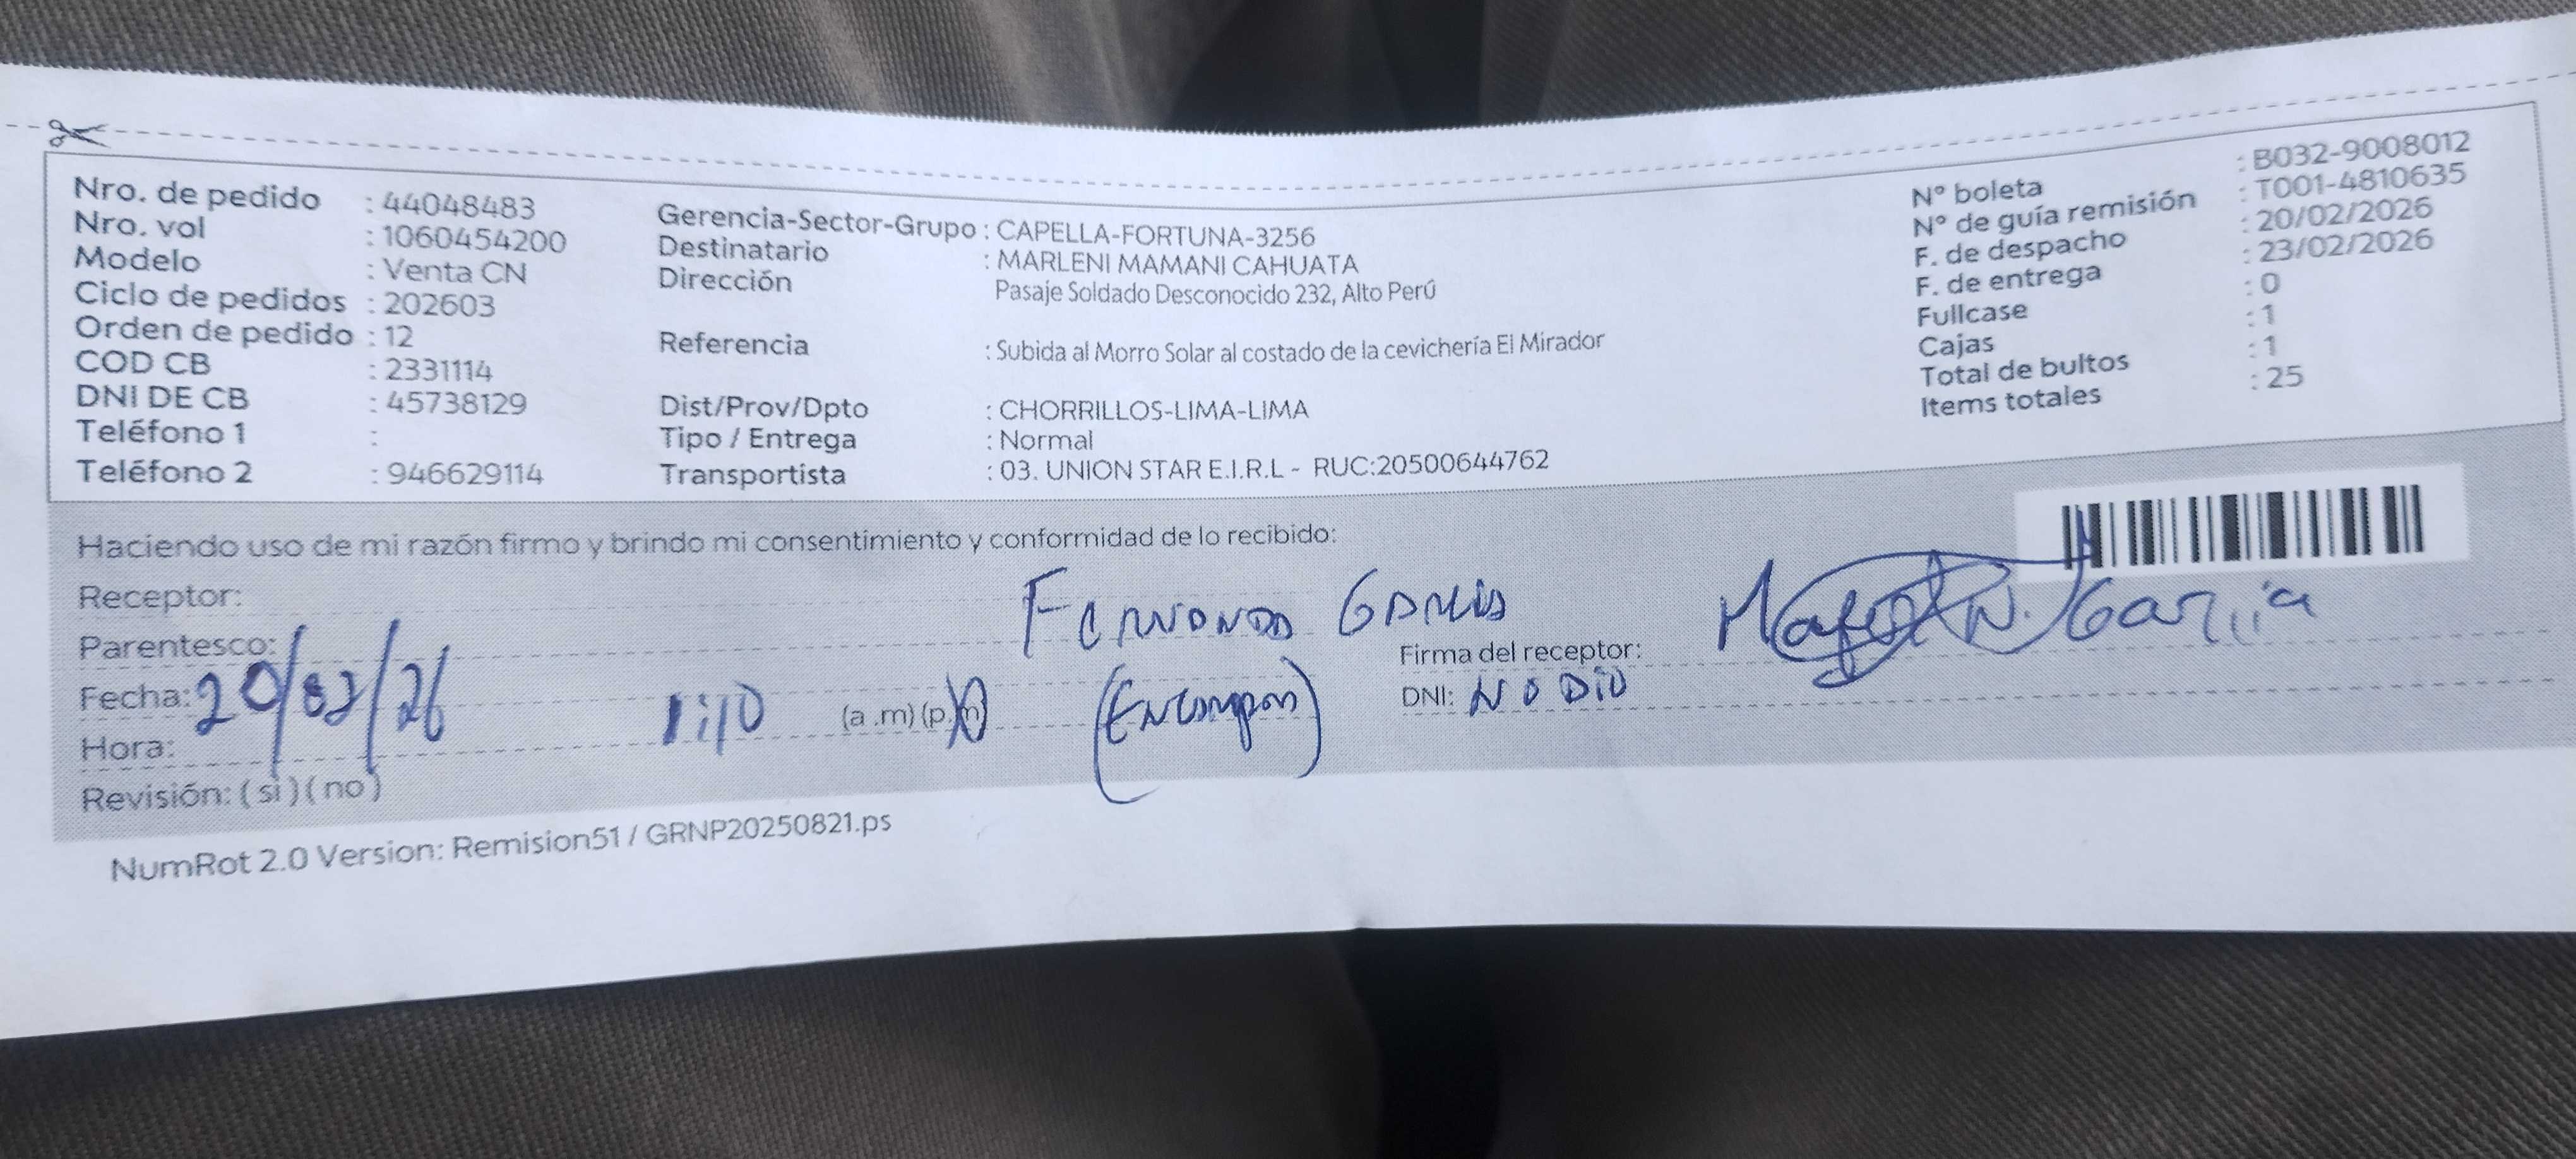 Nro. de pedido : 44048483
Nro. vol : 1060454200
Modelo : Venta CN
Ciclo de pedidos : 202603
Orden de pedido : 12
COD CB : 2331114
DNI DE CB : 45738129
Teléfono 1 :
Teléfono 2 : 946629114
Gerencia-Sector-Grupo : CAPELLA-FORTUNA-3256
Destinatario : MARLENI MAMANI CAHUATA
Dirección Pasaje Soldado Desconocido 232, Alto Perú
Referencia : Subida al Morro Solar al costado de la cevichería El Mirador
Dist/Prov/Dpto : CHORRILLOS-LIMA-LIMA
Tipo / Entrega : Normal
Transportista : 03. UNION STAR E.I.R.L - RUC:20500644762
N° boleta : B032-9008012
N° de guía remisión : T001-4810635
F. de despacho : 20/02/2026
F. de entrega : 23/02/2026
Fullcase : 0
Cajas : 1
Total de bultos : 1
Items totales : 25
Haciendo uso de mi razón firmo y brindo mi consentimiento y conformidad de lo recibido:
Receptor:
Parentesco:
Fecha: 20/02/26
Hora: 1:10 (a .m) (p.m)
Revisión: ( si ) ( no )
Firma del receptor: Garcia
DNI: NO DIO
NumRot 2.0 Version: Remision51 / GRNP20250821.ps